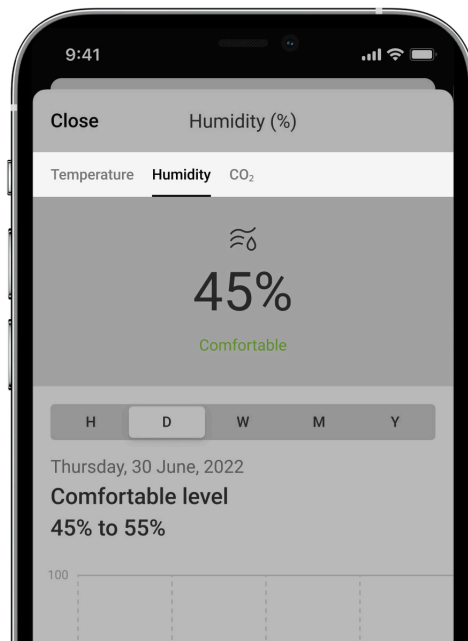 9:41
Close Humidity (%)
Temperature Humidity CO₂
45%
Comfortable
H D W M Y
Thursday, 30 June, 2022
Comfortable level
45% to 55%
100